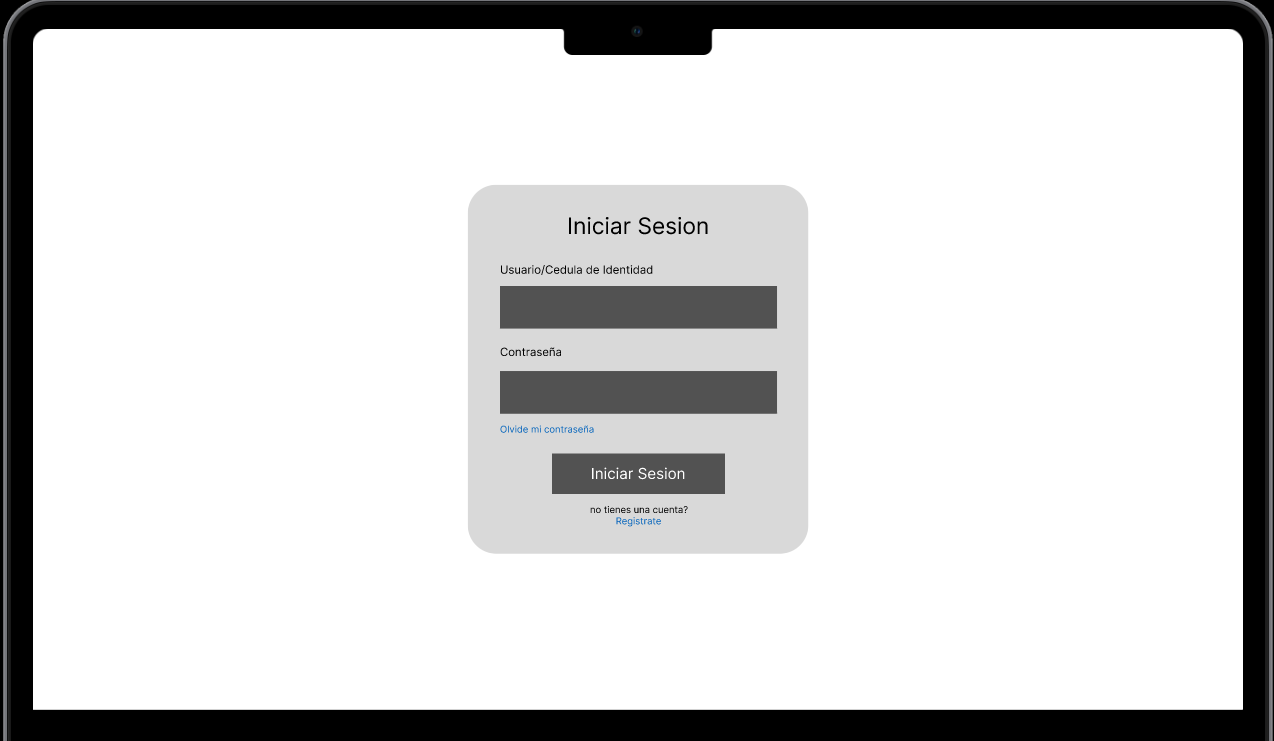 Iniciar Sesion
Usuario/Cedula de Identidad
Contraseña
Olvide mi contraseña
Iniciar Sesion
no tienes una cuenta?
Registrate